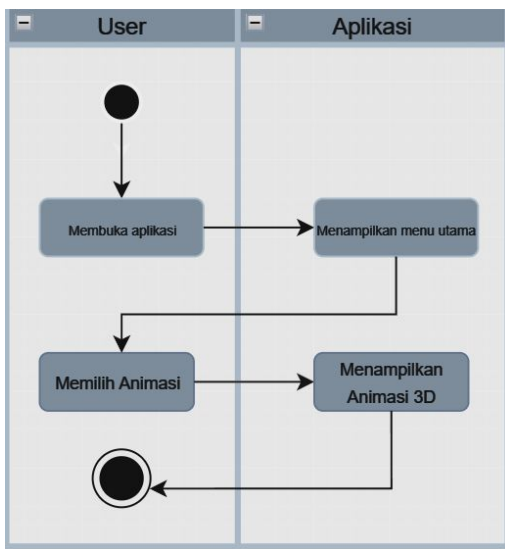 User
Aplikasi
Membuka aplikasi
Menampilkan menu utama
Memilih Animasi
Menampilkan
Animasi 3D